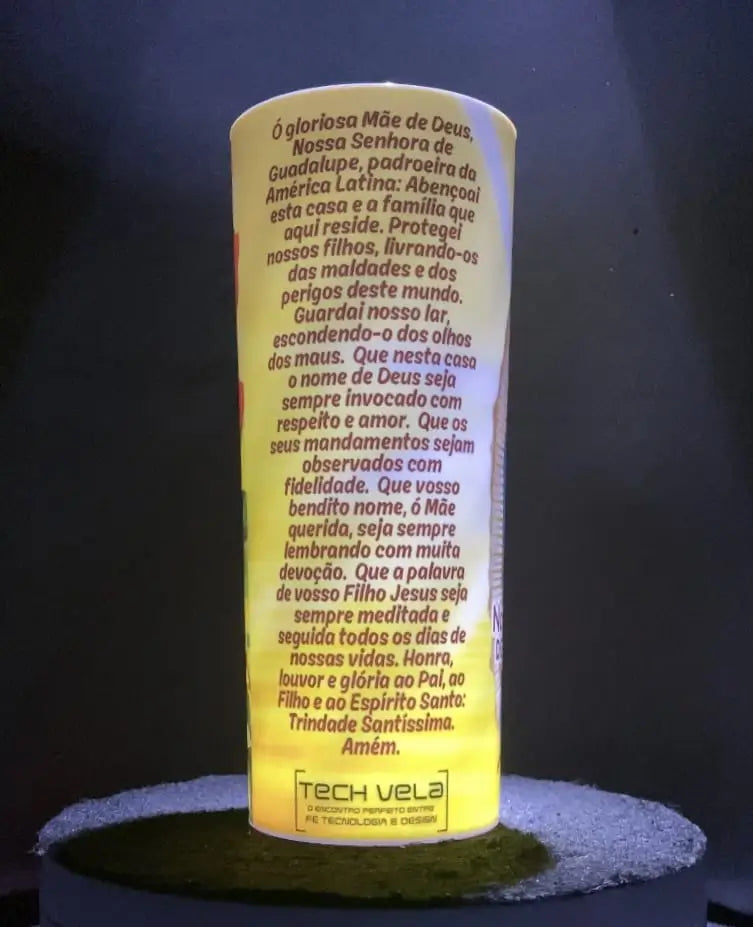 Ó gloriosa Mãe de Deus,
Nossa Senhora de
Guadalupe, padroeira da
América Latina: Abençoai
esta casa e a família que
aqui reside. Protegei
nossos filhos, livrando-os
das maldades e dos
perigos deste mundo.
Guardai nosso lar,
escondendo-o dos olhos
dos maus. Que nesta casa
o nome de Deus seja
sempre invocado com
respeito e amor. Que os
seus mandamentos sejam
observados com
fidelidade. Que vosso
bendito nome, ó Mãe
querida, seja sempre
lembrando com muita
devoção. Que a palavra
de vosso Filho Jesus seja
sempre meditada e
seguida todos os dias de
nossas vidas. Honra,
louvor e glória ao Pai, ao
Filho e ao Espírito Santo:
Trindade Santíssima.
Amém.
TECH VELA
O ENCONTRO PERFEITO ENTRE
FÉ TECNOLOGIA E DESIGN